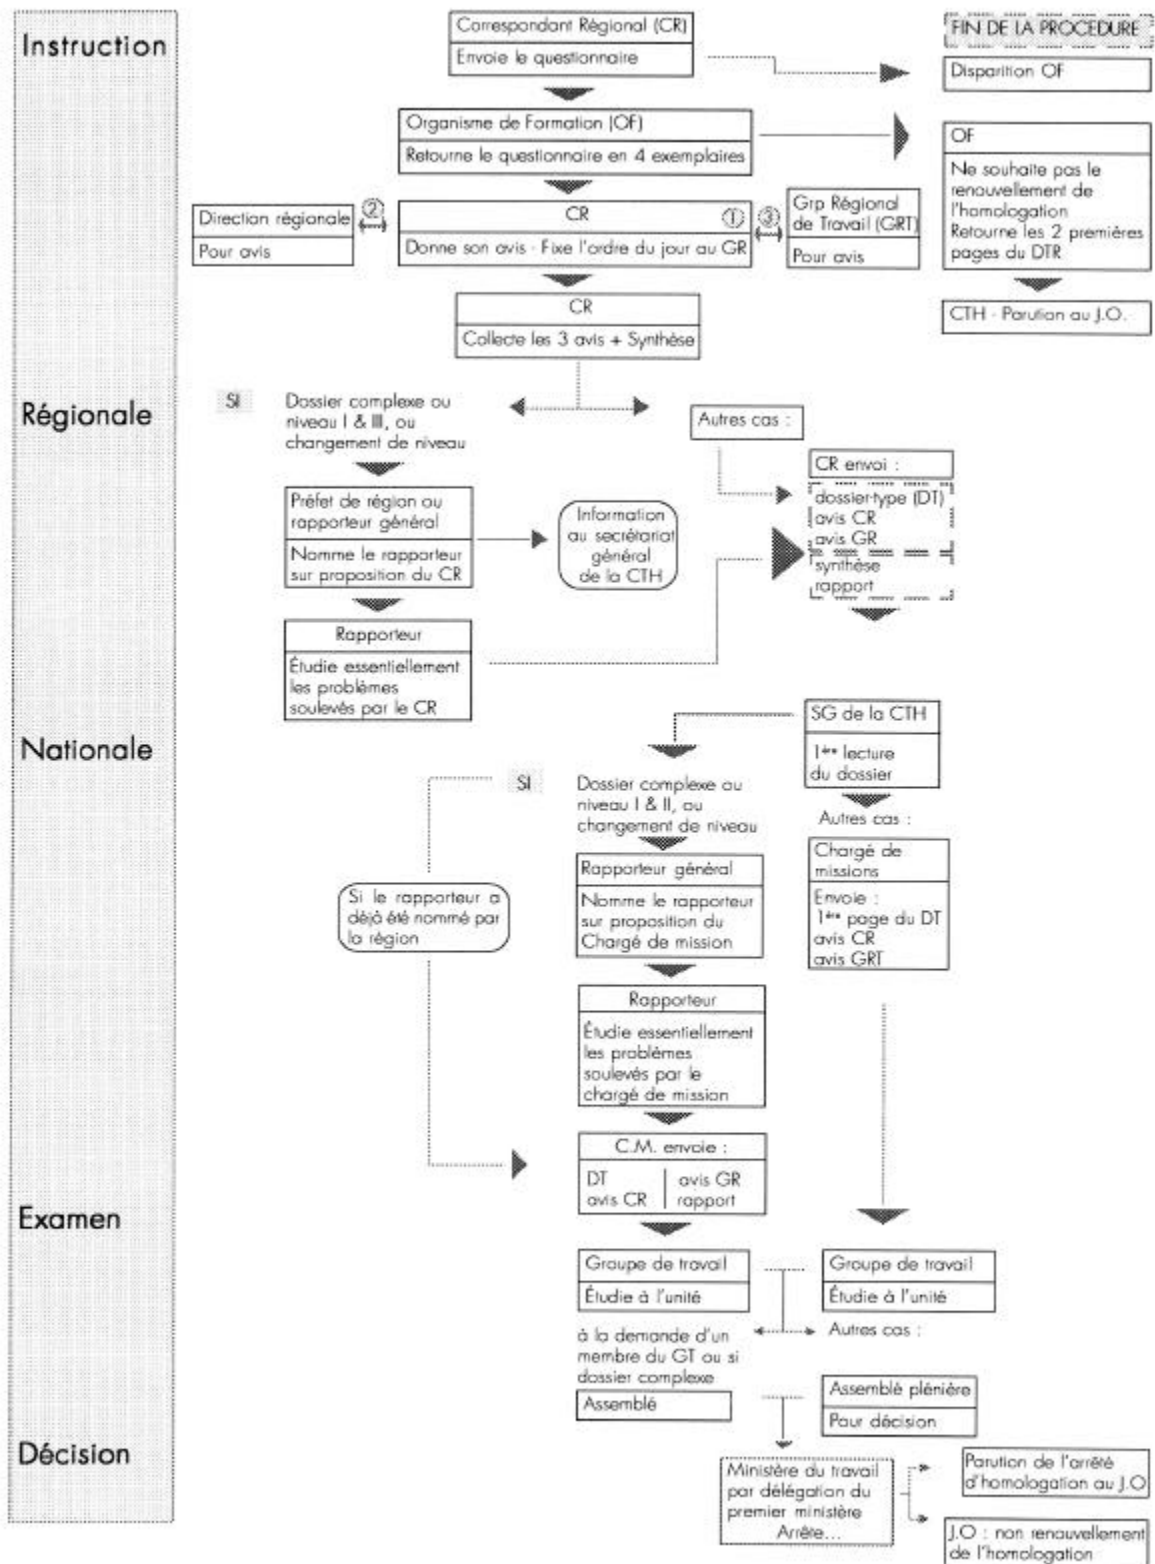 Instruction
Correspondant Régional (CR)
Envoie le questionnaire
FIN DE LA PROCEDURE
Disparition OF
Organisme de Formation (OF)
Retourne le questionnaire en 4 exemplaires
OF
Ne souhaite pas le
renouvellement de
l'homologation
Retourne les 2 premières
pages du DTR
Direction régionale
Pour avis
②
CR
①
Donne son avis - Fixe l'ordre du jour au GR
③
Grp Régional
de Travail (GRT)
Pour avis
CTH - Parution au J.O.
CR
Collecte les 3 avis + Synthèse
Régionale
SI
Dossier complexe ou
niveau I & III, ou
changement de niveau
Autres cas :
CR envoi :
dossier-type (DT)
avis CR
avis GR
synthèse
rapport
Préfet de région ou
rapporteur général
Nomme le rapporteur
sur proposition du CR
Information
au secrétariat
général
de la CTH
Rapporteur
Étudie essentiellement
les problèmes
soulevés par le CR
Nationale
SG de la CTH
1ère lecture
du dossier
SI
Dossier complexe ou
niveau I & II, ou
changement de niveau
Autres cas :
Chargé de
missions
Envoie :
1ère page du DT
avis CR
avis GRT
Si le rapporteur a
déjà été nommé par
la région
Rapporteur général
Nomme le rapporteur
sur proposition du
Chargé de mission
Rapporteur
Étudie essentiellement
les problèmes
soulevés par le
chargé de mission
C.M. envoie :
DT
avis CR
avis GR
rapport
Examen
Groupe de travail
Étudie à l'unité
Groupe de travail
Étudie à l'unité
à la demande d'un
membre du GT ou si
dossier complexe
Autres cas :
Assemblé
Assemblé plénière
Pour décision
Décision
Ministère du travail
par délégation du
premier ministère
Arrête...
Parution de l'arrêté
d'homologation au J.O
J.O : non renouvellement
de l'homologation